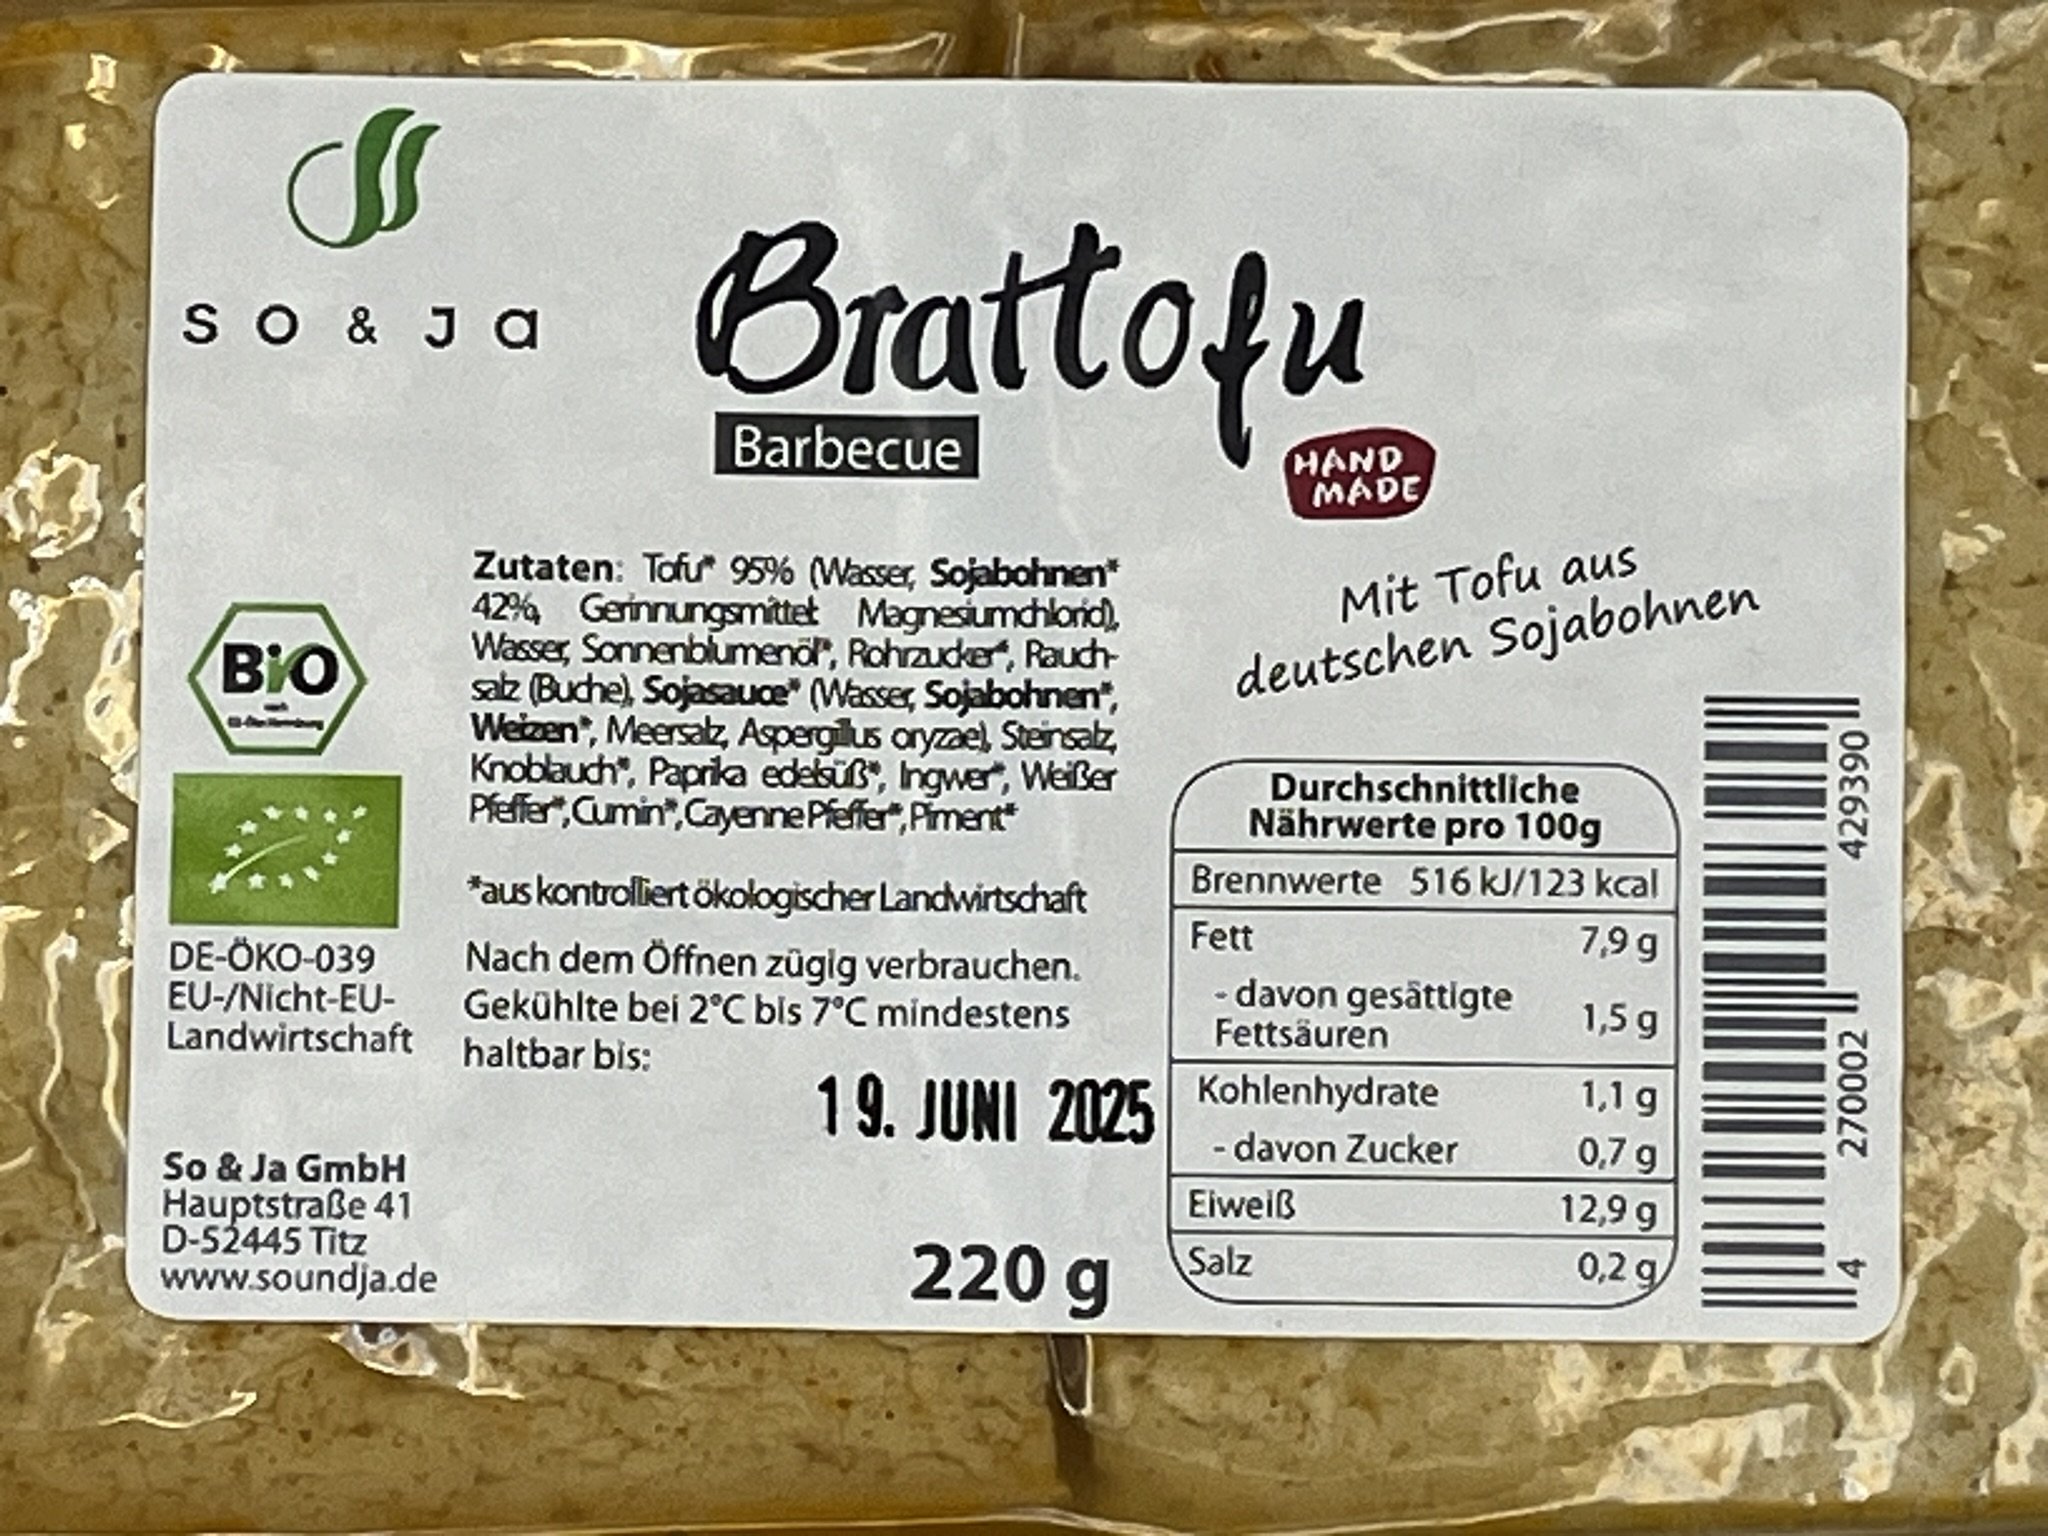 SO & Ja
Brattofu
Barbecue
HAND
MADE
Mit Tofu aus
deutschen Sojabohnen
Zutaten: Tofu* 95% (Wasser, Sojabohnen*
42%, Gerinnungsmittel: Magnesiumchlorid),
Wasser, Sonnenblumenöl*, Rohrzucker*, Rauch-
salz (Buche), Sojasauce* (Wasser, Sojabohnen*,
Weizen*, Meersalz, Aspergillus oryzae), Steinsalz,
Knoblauch*, Paprika edelsüß*, Ingwer*, Weißer
Pfeffer*, Cumin*, Cayenne Pfeffer*, Piment*
*aus kontrolliert ökologischer Landwirtschaft
Nach dem Öffnen zügig verbrauchen.
Gekühlte bei 2°C bis 7°C mindestens
haltbar bis:
19. JUNI 2025
220 g
BiO
nach
EG-Öko-Verordnung
DE-ÖKO-039
EU-/Nicht-EU-
Landwirtschaft
So & Ja GmbH
Hauptstraße 41
D-52445 Titz
www.soundja.de
Durchschnittliche
Nährwerte pro 100g
Brennwerte 516 kJ/123 kcal
Fett 7,9 g
- davon gesättigte
Fettsäuren 1,5 g
Kohlenhydrate 1,1 g
- davon Zucker 0,7 g
Eiweiß 12,9 g
Salz 0,2 g
4 270002 429390